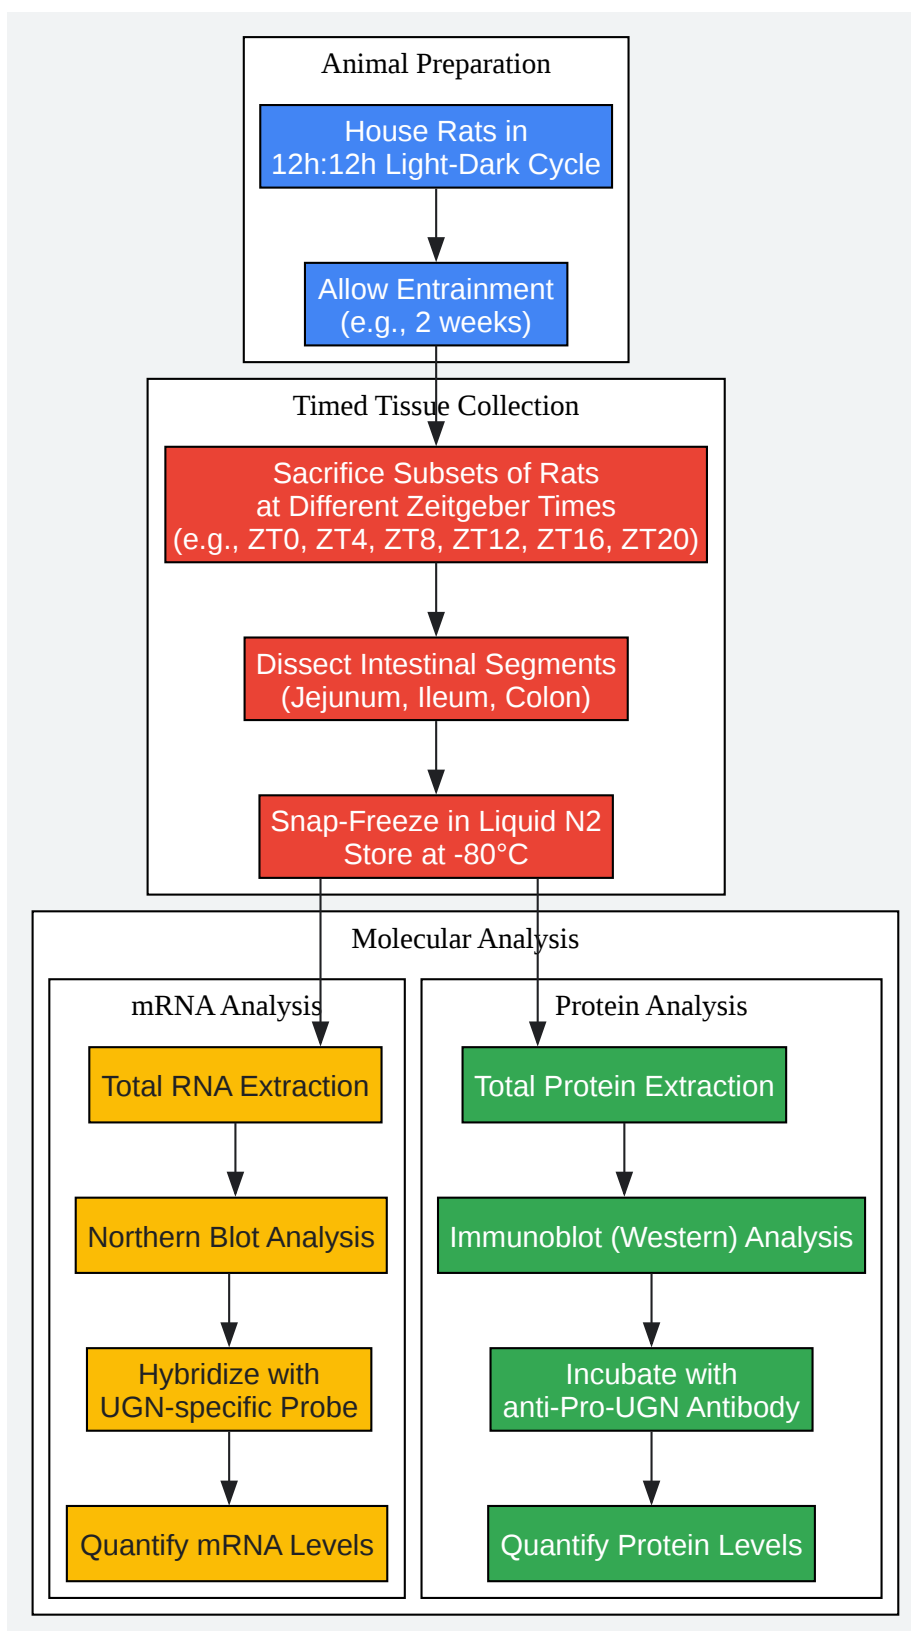 Animal Preparation
House Rats in
12h:12h Light-Dark Cycle
Allow Entrainment
(e.g., 2 weeks)
Timed Tissue Collection
Sacrifice Subsets of Rats
at Different Zeitgeber Times
(e.g., ZT0, ZT4, ZT8, ZT12, ZT16, ZT20)
Dissect Intestinal Segments
(Jejunum, Ileum, Colon)
Snap-Freeze in Liquid N2
Store at -80°C
Molecular Analysis
mRNA Analysis
Total RNA Extraction
Northern Blot Analysis
Hybridize with
UGN-specific Probe
Quantify mRNA Levels
Protein Analysis
Total Protein Extraction
Immunoblot (Western) Analysis
Incubate with
anti-Pro-UGN Antibody
Quantify Protein Levels